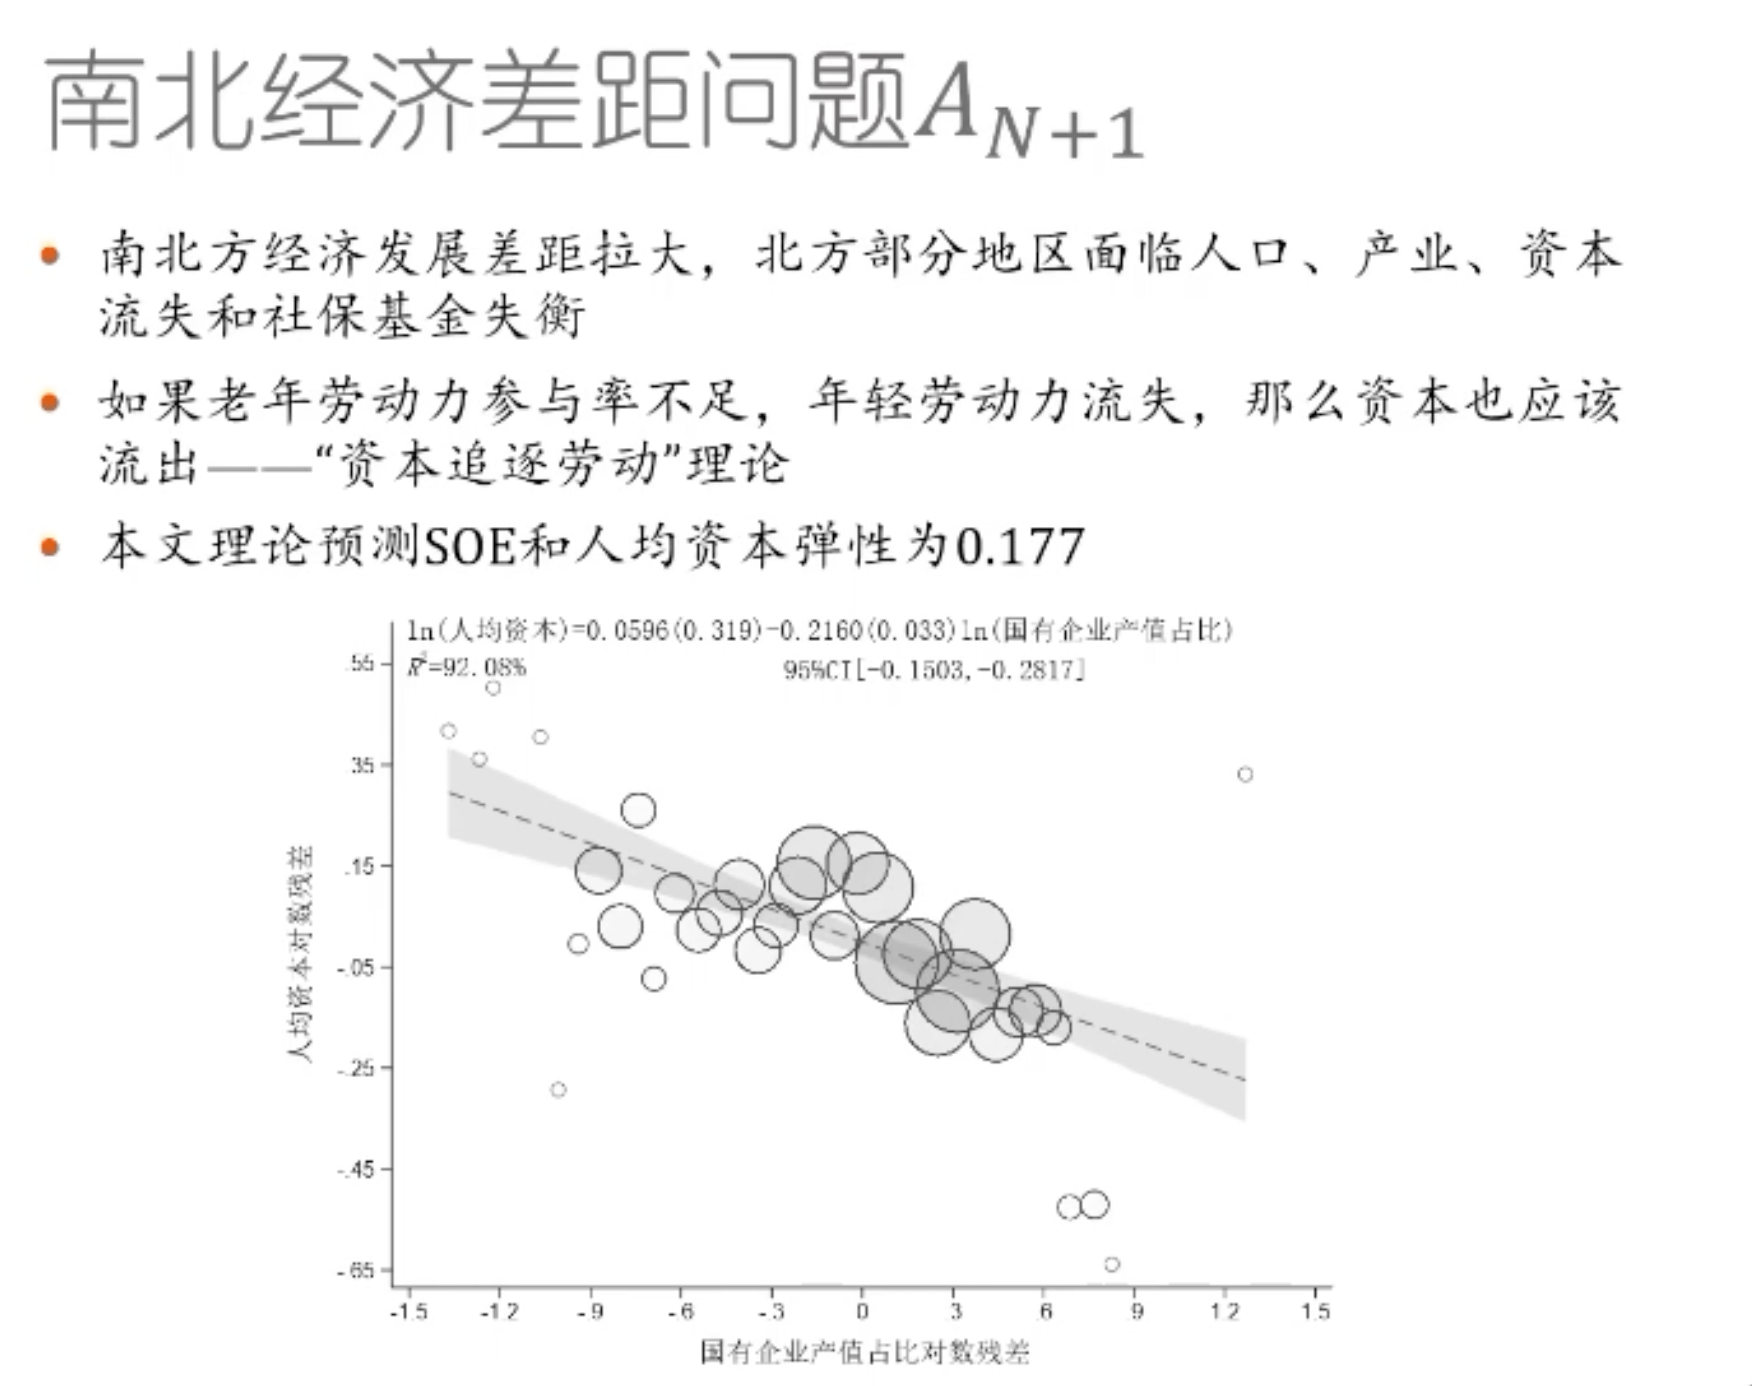 南北经济差距问题A_{N+1}
南北方经济发展差距拉大，北方部分地区面临人口、产业、资本
流失和社保基金失衡
如果老年劳动力参与率不足，年轻劳动力流失，那么资本也应该
流出——“资本追逐劳动”理论
本文理论预测SOE和人均资本弹性为0.177
ln(人均资本)=0.0596(0.319)-0.2160(0.033)ln(国有企业产值占比)
R²=92.08% 95%CI[-0.1503,-0.2817]
.55
.35
.15
-.05
-.25
-.45
-.65
人均资本对数残差
-1.5 -1.2 -.9 -.6 -.3 0 .3 .6 .9 1.2 1.5
国有企业产值占比对数残差